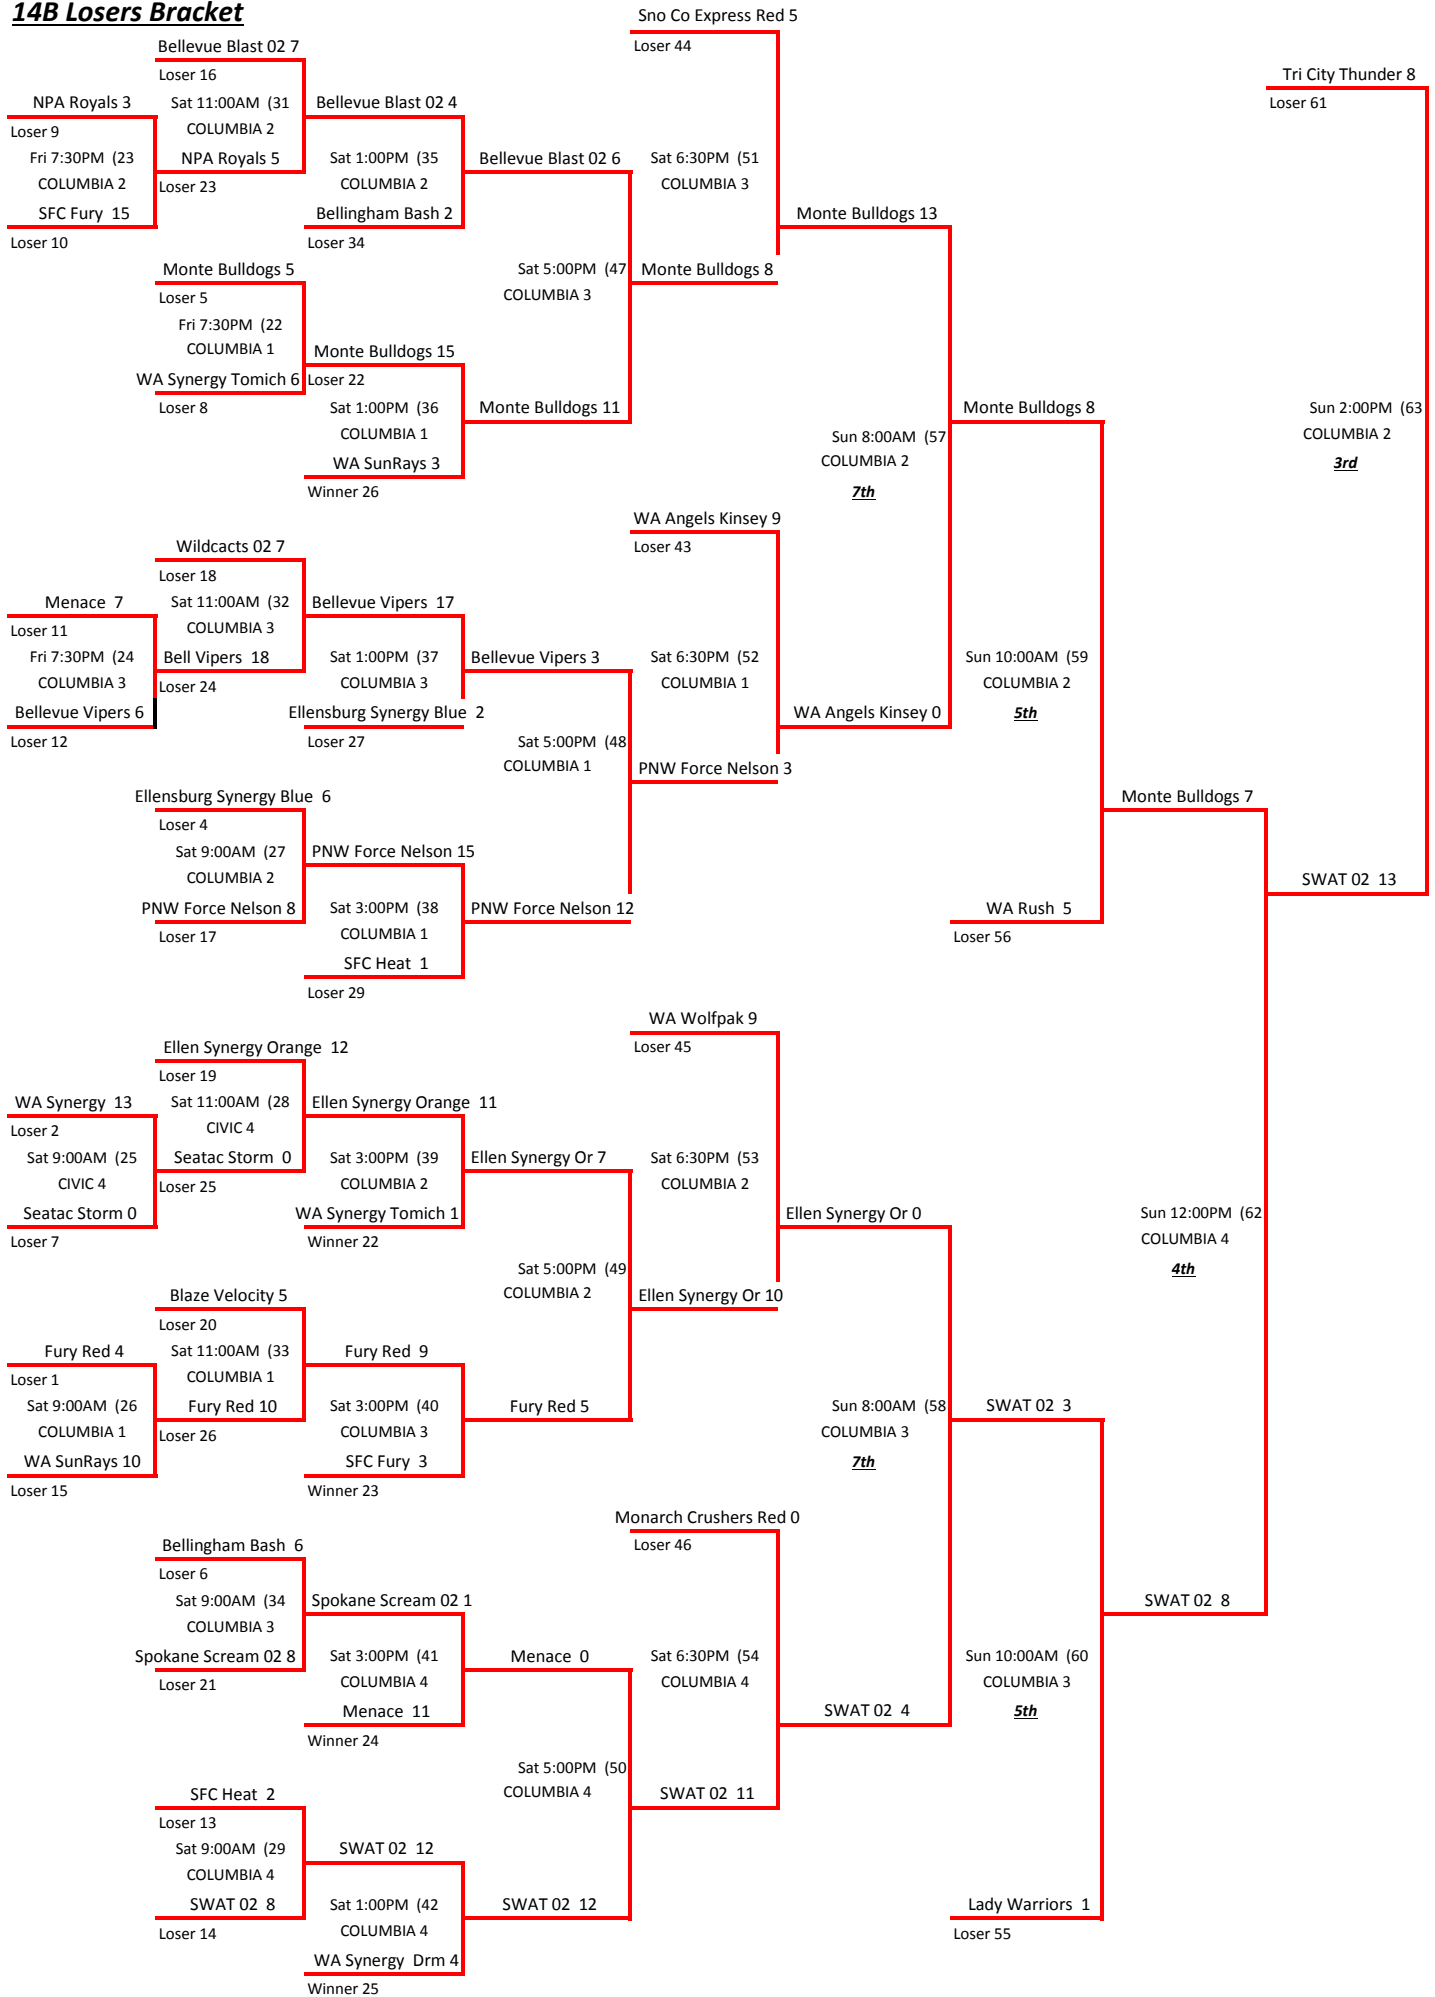 14B Losers Bracket
Sno Co Express Red 5
Loser 44
Bellevue Blast 02 7
Loser 16
Tri City Thunder 8
Loser 61
NPA Royals 3
Loser 9
Sat 11:00AM (31
COLUMBIA 2
Bellevue Blast 02 4
Fri 7:30PM (23
COLUMBIA 2
NPA Royals 5
Loser 23
Sat 1:00PM (35
COLUMBIA 2
Bellevue Blast 02 6
Sat 6:30PM (51
COLUMBIA 3
SFC Fury 15
Loser 10
Bellingham Bash 2
Loser 34
Monte Bulldogs 13
Monte Bulldogs 5
Loser 5
Sat 5:00PM (47
COLUMBIA 3
Monte Bulldogs 8
Fri 7:30PM (22
COLUMBIA 1
Monte Bulldogs 15
Loser 22
WA Synergy Tomich 6
Loser 8
Sat 1:00PM (36
COLUMBIA 1
Monte Bulldogs 11
Monte Bulldogs 8
Sun 2:00PM (63
COLUMBIA 2
3rd
Sun 8:00AM (57
COLUMBIA 2
7th
WA SunRays 3
Winner 26
WA Angels Kinsey 9
Loser 43
Wildcacts 02 7
Loser 18
Menace 7
Loser 11
Sat 11:00AM (32
COLUMBIA 3
Bellevue Vipers 17
Fri 7:30PM (24
COLUMBIA 3
Bell Vipers 18
Loser 24
Sat 1:00PM (37
COLUMBIA 3
Bellevue Vipers 3
Sat 6:30PM (52
COLUMBIA 1
Sun 10:00AM (59
COLUMBIA 2
5th
Bellevue Vipers 6
Loser 12
Ellensburg Synergy Blue 2
Loser 27
WA Angels Kinsey 0
Sat 5:00PM (48
COLUMBIA 1
PNW Force Nelson 3
Ellensburg Synergy Blue 6
Loser 4
Monte Bulldogs 7
Sat 9:00AM (27
COLUMBIA 2
PNW Force Nelson 15
SWAT 02 13
PNW Force Nelson 8
Loser 17
Sat 3:00PM (38
COLUMBIA 1
PNW Force Nelson 12
WA Rush 5
Loser 56
SFC Heat 1
Loser 29
WA Wolfpak 9
Loser 45
Ellen Synergy Orange 12
Loser 19
WA Synergy 13
Loser 2
Sat 11:00AM (28
CIVIC 4
Ellen Synergy Orange 11
Sat 9:00AM (25
CIVIC 4
Seatac Storm 0
Loser 25
Sat 3:00PM (39
COLUMBIA 2
Ellen Synergy Or 7
Sat 6:30PM (53
COLUMBIA 2
Seatac Storm 0
Loser 7
WA Synergy Tomich 1
Winner 22
Ellen Synergy Or 0
Sun 12:00PM (62
COLUMBIA 4
4th
Sat 5:00PM (49
COLUMBIA 2
Ellen Synergy Or 10
Blaze Velocity 5
Loser 20
Fury Red 4
Loser 1
Sat 11:00AM (33
COLUMBIA 1
Fury Red 9
Sat 9:00AM (26
COLUMBIA 1
Fury Red 10
Loser 26
Sat 3:00PM (40
COLUMBIA 3
Fury Red 5
Sun 8:00AM (58
COLUMBIA 3
7th
SWAT 02 3
WA SunRays 10
Loser 15
SFC Fury 3
Winner 23
Monarch Crushers Red 0
Loser 46
Bellingham Bash 6
Loser 6
Sat 9:00AM (34
COLUMBIA 3
Spokane Scream 02 1
SWAT 02 8
Spokane Scream 02 8
Loser 21
Sat 3:00PM (41
COLUMBIA 4
Menace 0
Sat 6:30PM (54
COLUMBIA 4
Sun 10:00AM (60
COLUMBIA 3
5th
Menace 11
Winner 24
SWAT 02 4
Sat 5:00PM (50
COLUMBIA 4
SWAT 02 11
SFC Heat 2
Loser 13
Sat 9:00AM (29
COLUMBIA 4
SWAT 02 12
SWAT 02 8
Loser 14
Sat 1:00PM (42
COLUMBIA 4
SWAT 02 12
Lady Warriors 1
Loser 55
WA Synergy Drm 4
Winner 25